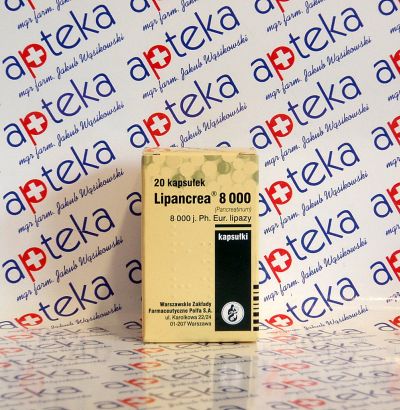 apteka
mgr farm. Jakub Wąsikowski
20 kapsułek
Lipancrea® 8 000
(Pancreatinum)
8 000 j. Ph. Eur. lipazy
kapsułki
Warszawskie Zakłady
Farmaceutyczne Polfa S.A.
ul. Karolkowa 22/24
01-207 Warszawa